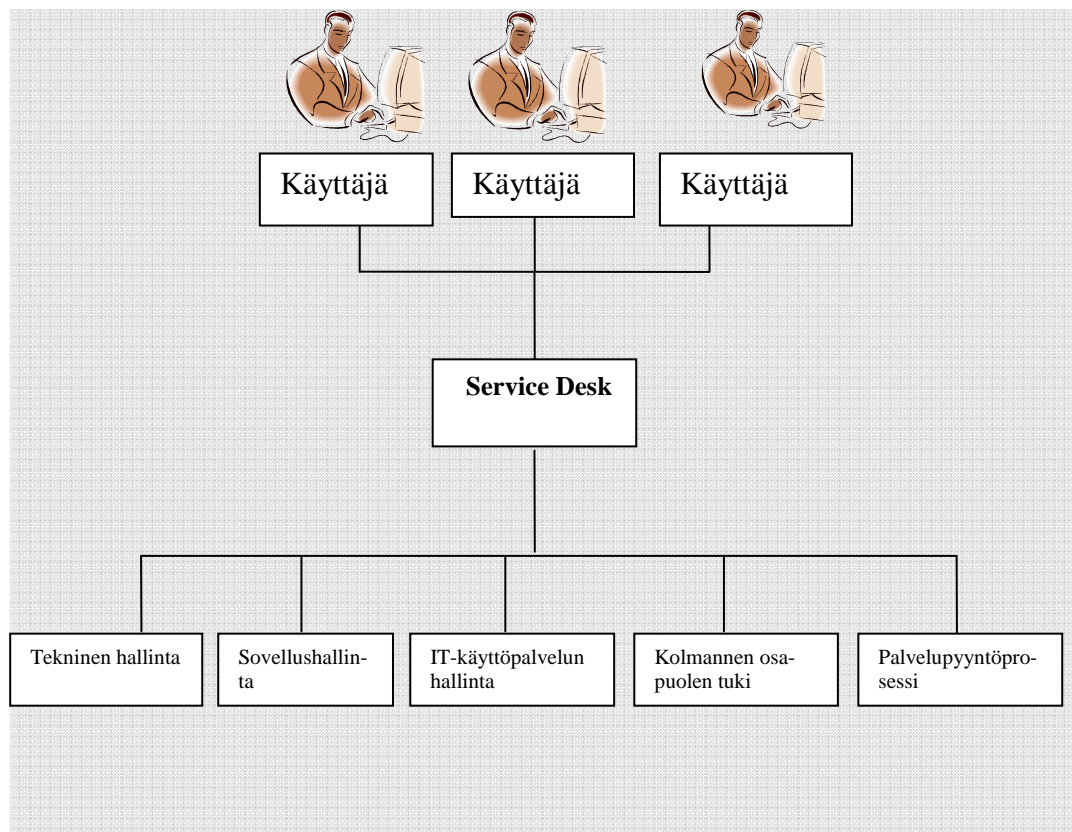 Käyttäjä
Käyttäjä
Käyttäjä
Service Desk
Tekninen hallinta
Sovellushallin-
ta
IT-käyttöpalvelun
hallinta
Kolmannen osa-
puolen tuki
Palvelupyyntöpro-
sessi